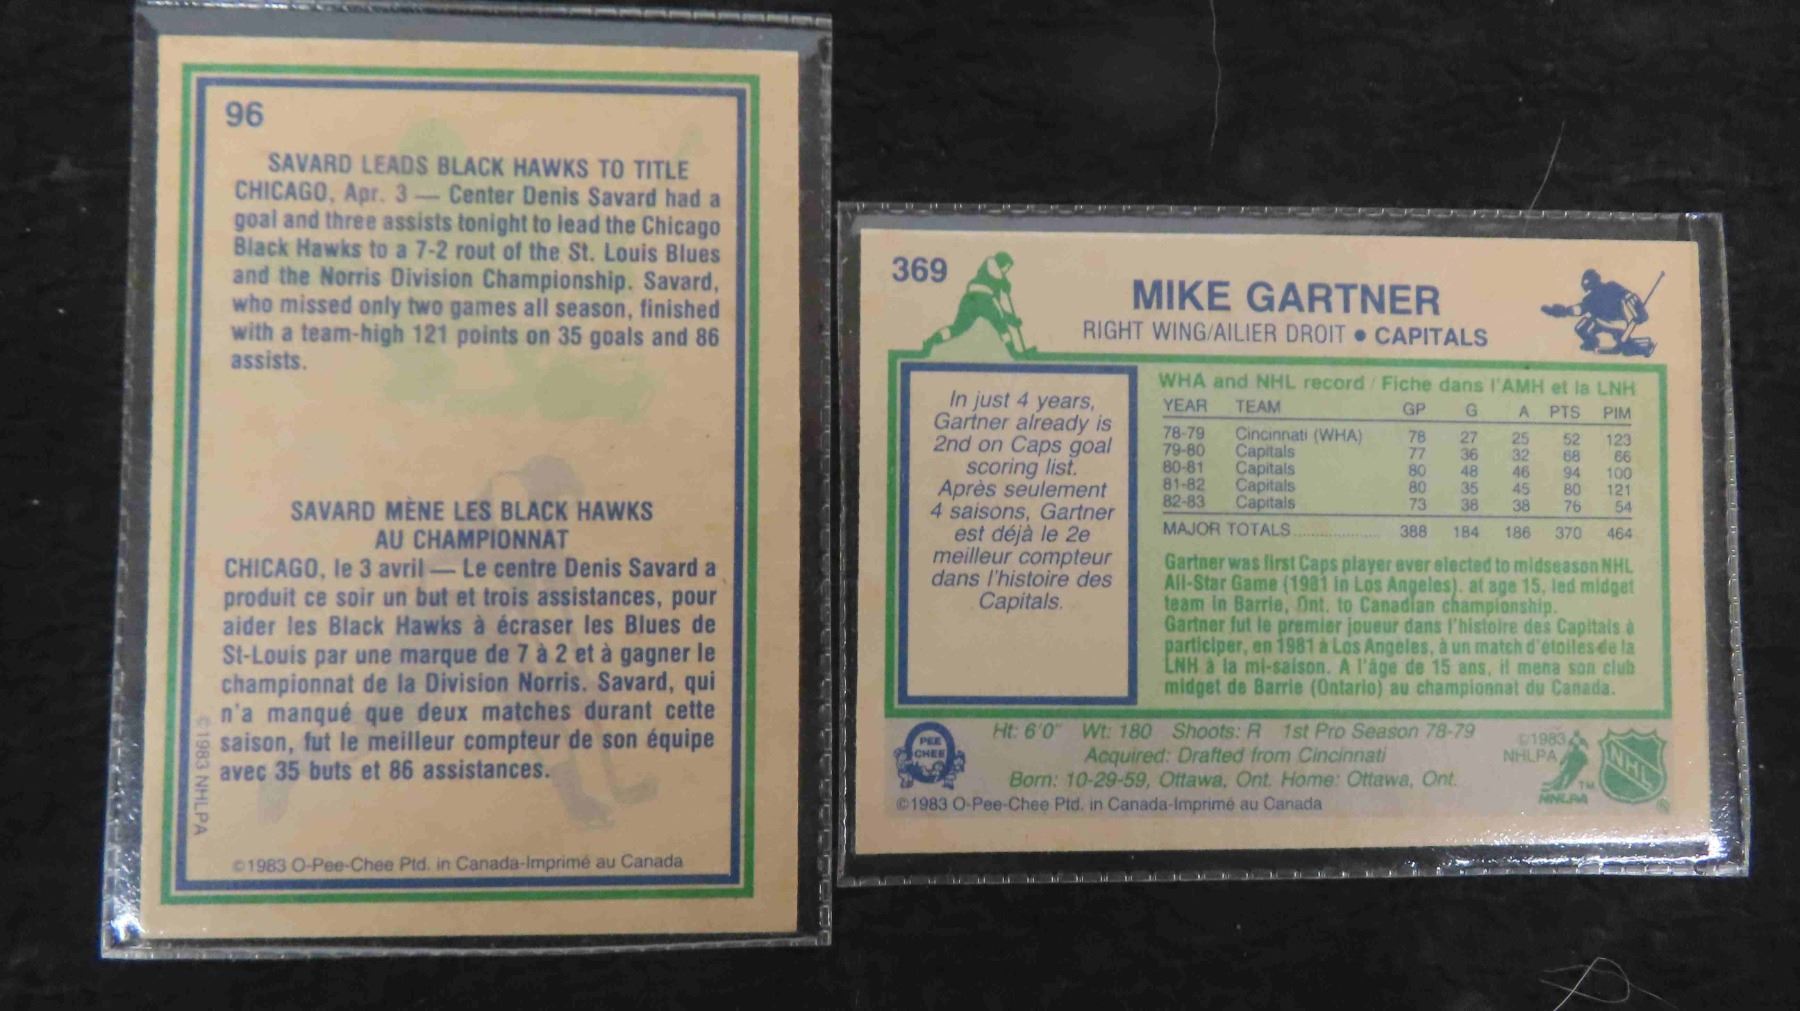 96
SAVARD LEADS BLACK HAWKS TO TITLE
CHICAGO, Apr. 3 — Center Denis Savard had a
goal and three assists tonight to lead the Chicago
Black Hawks to a 7-2 rout of the St. Louis Blues
and the Norris Division Championship. Savard,
who missed only two games all season, finished
with a team-high 121 points on 35 goals and 86
assists.
SAVARD MÈNE LES BLACK HAWKS
AU CHAMPIONNAT
CHICAGO, le 3 avril — Le centre Denis Savard a
produit ce soir un but et trois assistances, pour
aider les Black Hawks à écraser les Blues de
St-Louis par une marque de 7 à 2 et à gagner le
championnat de la Division Norris. Savard, qui
n'a manqué que deux matches durant cette
saison, fut le meilleur compteur de son équipe
avec 35 buts et 86 assistances.
©1983 NHLPA
©1983 O-Pee-Chee Ptd. in Canada-Imprimé au Canada
369
MIKE GARTNER
RIGHT WING/AILIER DROIT • CAPITALS
In just 4 years,
Gartner already is
2nd on Caps goal
scoring list.
Après seulement
4 saisons, Gartner
est déjà le 2e
meilleur compteur
dans l'histoire des
Capitals.
WHA and NHL record / Fiche dans l'AMH et la LNH
YEAR TEAM GP G A PTS PIM
78-79 Cincinnati (WHA) 78 27 25 52 123
79-80 Capitals 77 36 32 68 66
80-81 Capitals 80 48 46 94 100
81-82 Capitals 80 35 45 80 121
82-83 Capitals 73 38 38 76 54
MAJOR TOTALS 388 184 186 370 464
Gartner was first Caps player ever elected to midseason NHL
All-Star Game (1981 in Los Angeles). at age 15, led midget
team in Barrie, Ont. to Canadian championship.
Gartner fut le premier joueur dans l'histoire des Capitals à
participer, en 1981 à Los Angeles, à un match d'étoiles de la
LNH à la mi-saison. A l'âge de 15 ans, il mena son club
midget de Barrie (Ontario) au championnat du Canada.
O
PEE
CHEE
Ht: 6'0" Wt: 180 Shoots: R 1st Pro Season 78-79
Acquired: Drafted from Cincinnati
Born: 10-29-59, Ottawa, Ont. Home: Ottawa, Ont.
©1983 O-Pee-Chee Ptd. in Canada-Imprimé au Canada
©1983
NHLPA
TM
NHLPA
NHL
®